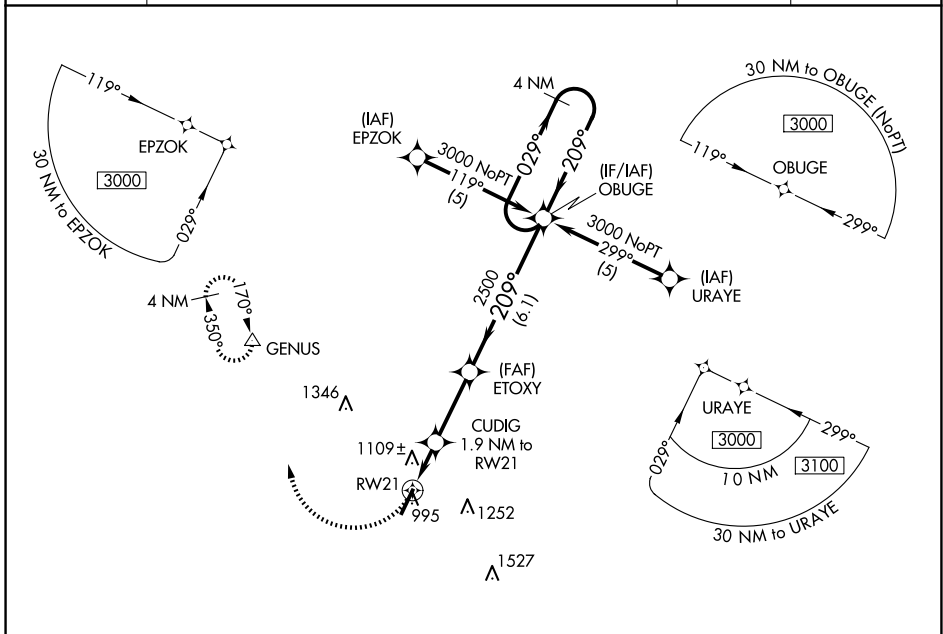 119°
EPZOK
3000
30 NM to EPZOK
029°
4 NM
(IAF)
EPZOK
3000 NoPT
119°
(5)
029°
209°
(IF/IAF)
OBUGE
3000 NoPT
299°
(5)
(IAF)
URAYE
30 NM to OBUGE (NoPT)
3000
119°
OBUGE
299°
4 NM
170°
350°
GENUS
2500
209°
(6.1)
(FAF)
ETOXY
1346
CUDIG
1.9 NM to
RW21
1109±
RW21
995
1252
1527
URAYE
3000
299°
029°
10 NM
3100
30 NM to URAYE